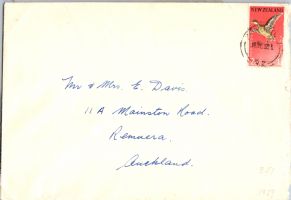 NEW ZEALAND
Mr & Mrs. E. Davis
11A Mainston Road.
Remuera.
Auckland.